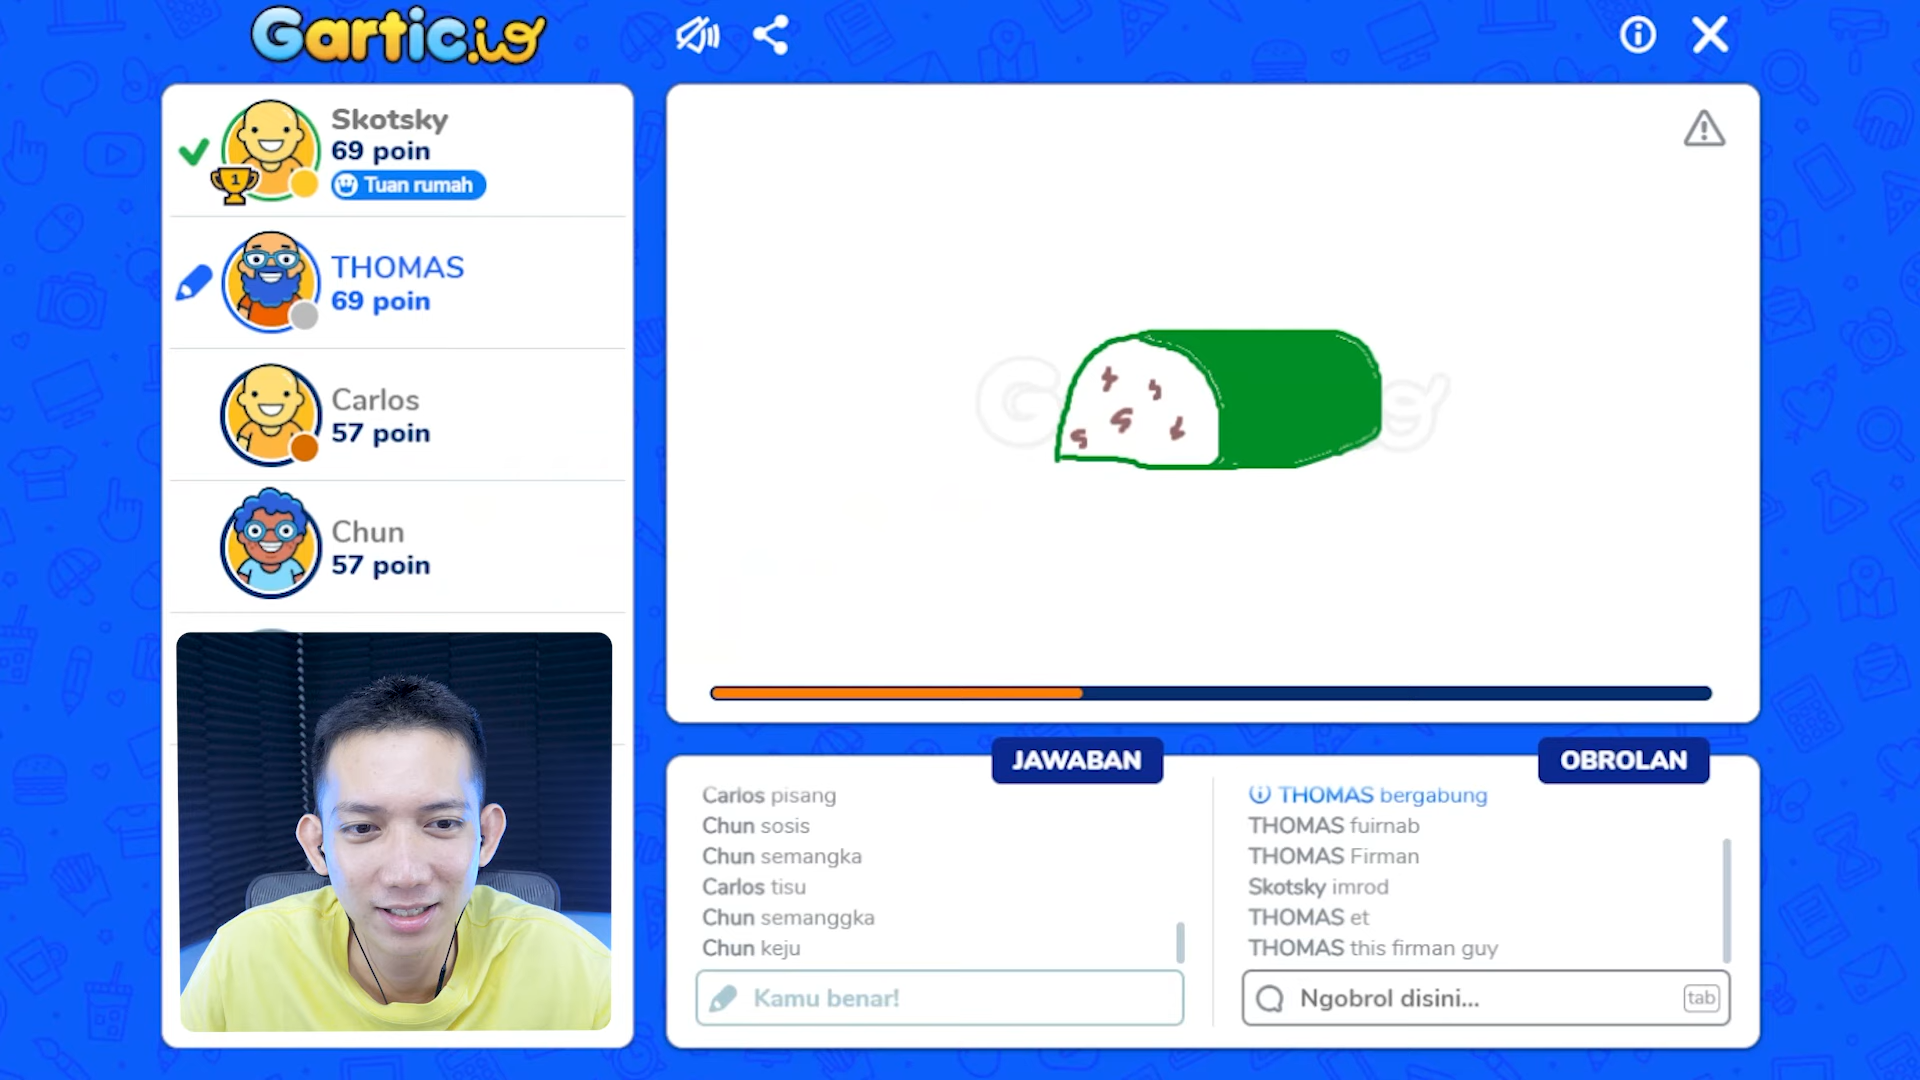 Gartic.io
Skotsky
69 poin
1
Tuan rumah
THOMAS
69 poin
Carlos
57 poin
Chun
57 poin
JAWABAN
Carlos pisang
Chun sosis
Chun semangka
Carlos tisu
Chun semanggka
Chun keju
Kamu benar!
OBROLAN
THOMAS bergabung
THOMAS fuirnab
THOMAS Firman
Skotsky imrod
THOMAS et
THOMAS this firman guy
Ngobrol disini...
tab